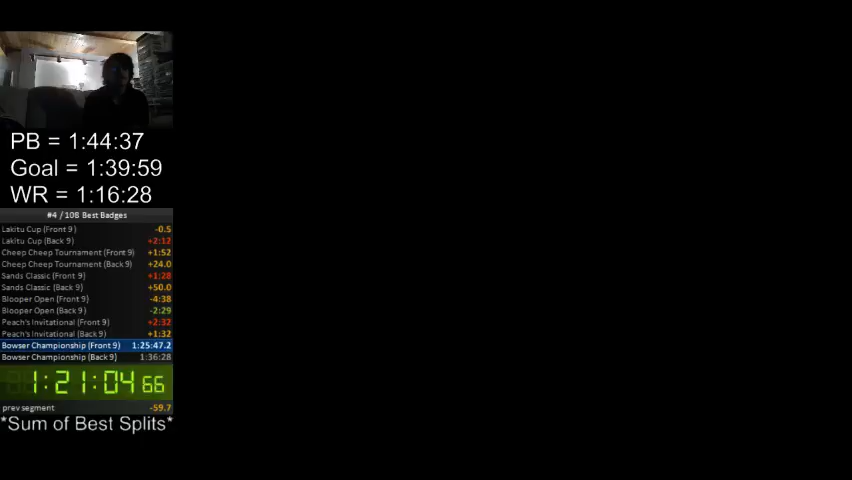 PB = 1:44:37
Goal = 1:39:59
WR = 1:16:28
#4 / 108 Best Badges
Lakitu Cup (Front 9) -0.5
Lakitu Cup (Back 9) +2:12
Cheep Cheep Tournament (Front 9) +1:52
Cheep Cheep Tournament (Back 9) +24.0
Sands Classic (Front 9) +1:28
Sands Classic (Back 9) +50.0
Blooper Open (Front 9) -4:38
Blooper Open (Back 9) -2:29
Peach's Invitational (Front 9) +2:32
Peach's Invitational (Back 9) +1:32
Bowser Championship (Front 9) 1:25:47.2
Bowser Championship (Back 9) 1:36:28
1:21:04 66
prev segment -59.7
*Sum of Best Splits*